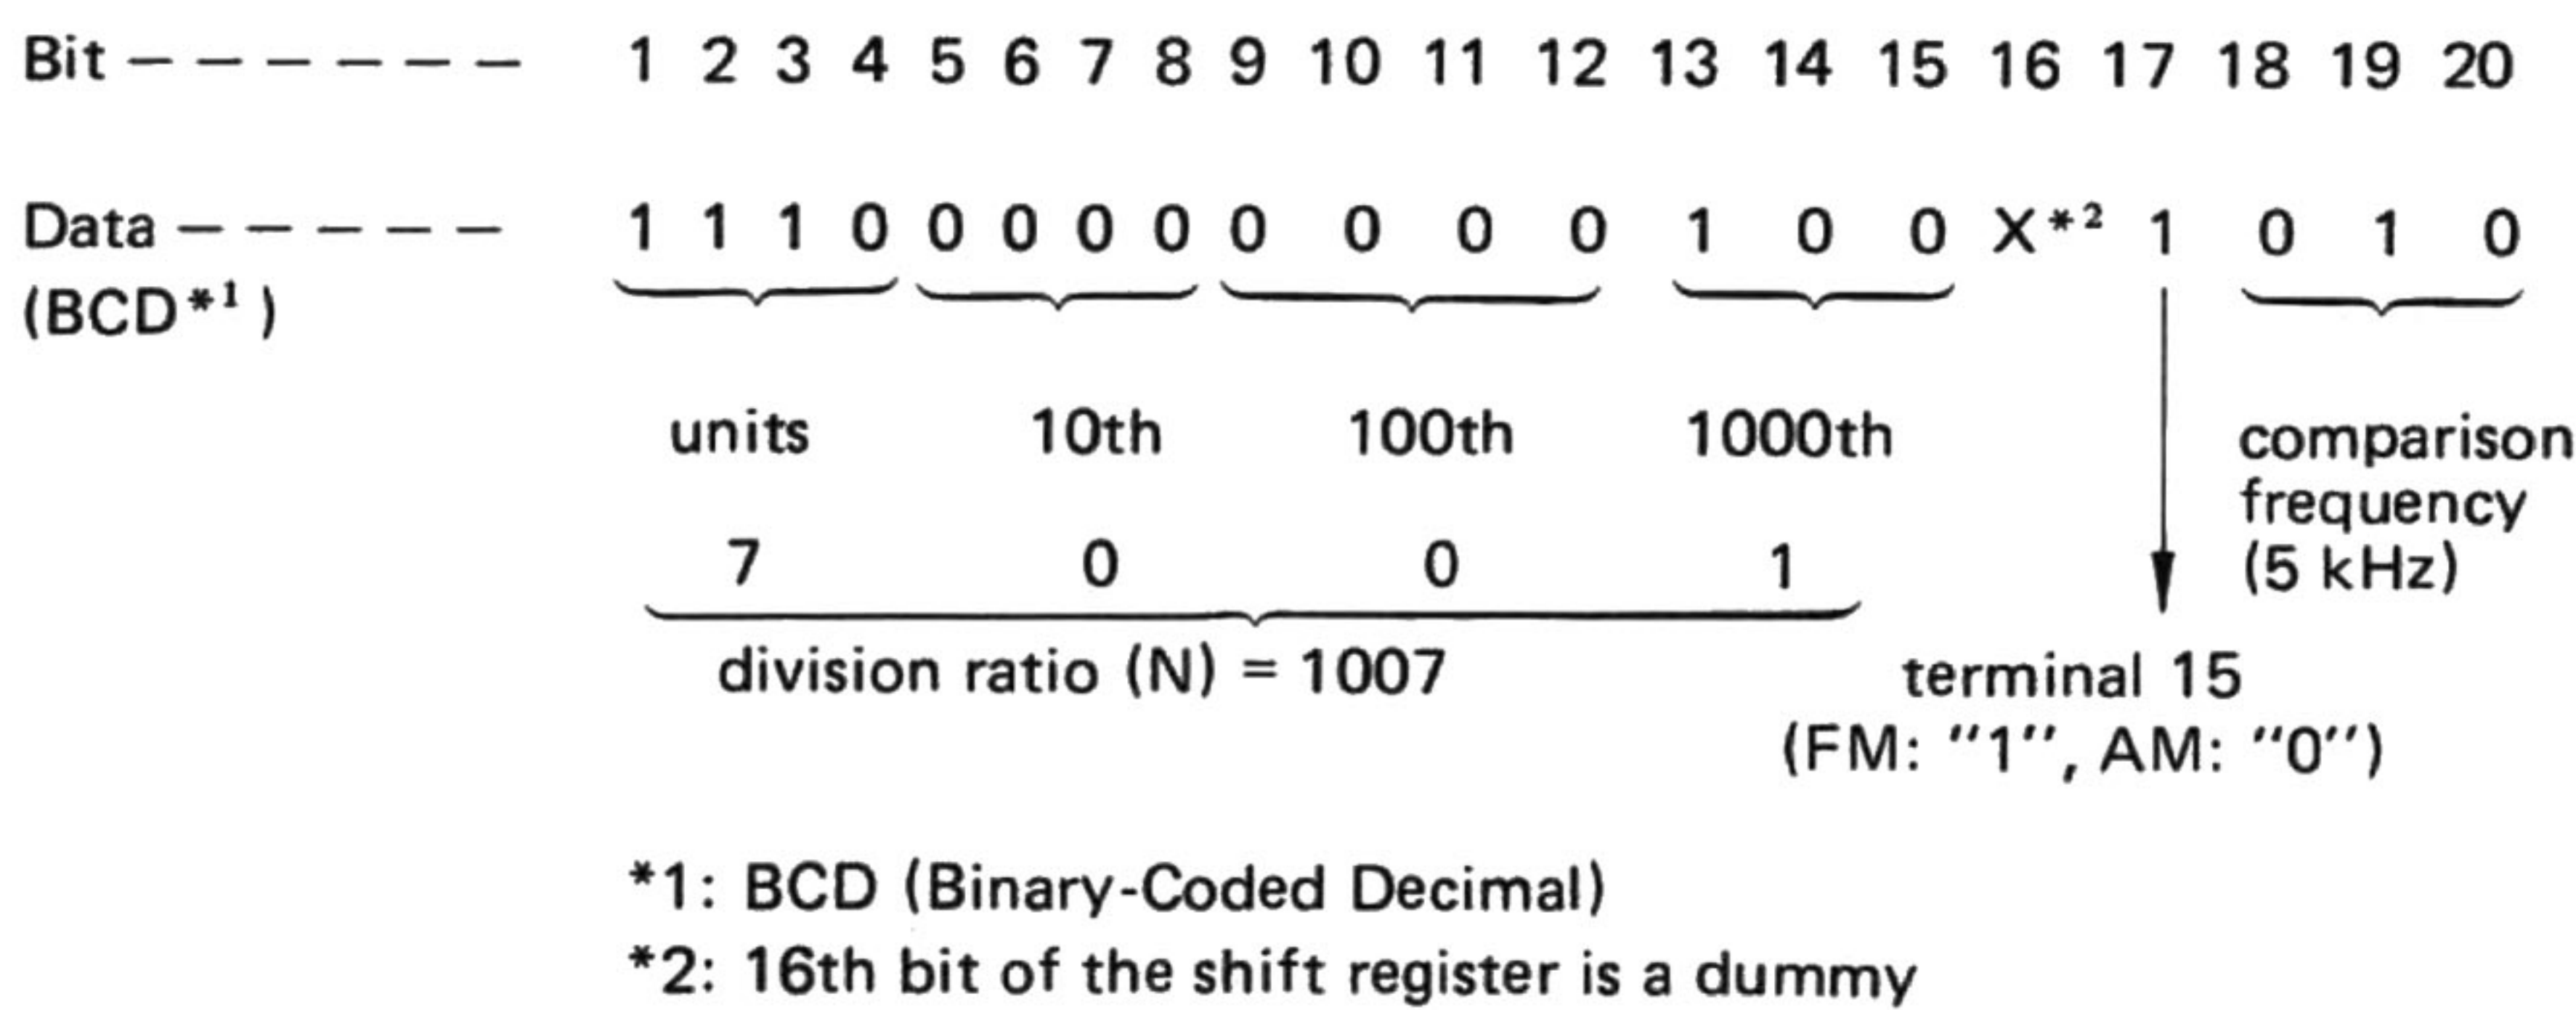 Bit – – – – – – 1 2 3 4 5 6 7 8 9 10 11 12 13 14 15 16 17 18 19 20
Data – – – – – 1 1 1 0 0 0 0 0 0 0 0 0 1 0 0 X*² 1 0 1 0
(BCD*¹ )
units 10th 100th 1000th comparison
frequency
7 0 0 1 (5 kHz)
division ratio (N) = 1007 terminal 15
(FM: "1", AM: "0")
*1: BCD (Binary-Coded Decimal)
*2: 16th bit of the shift register is a dummy